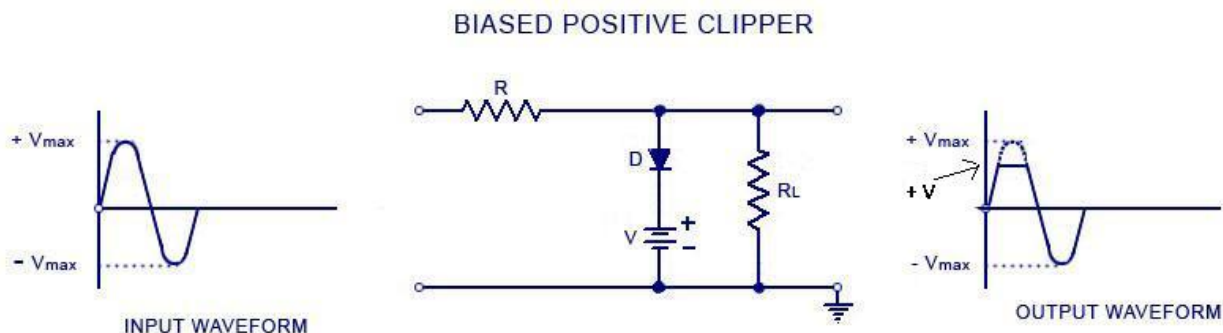 BIASED POSITIVE CLIPPER
+ Vmax
- Vmax
INPUT WAVEFORM
R
D
V
+
-
RL
+ Vmax
+ V
- Vmax
OUTPUT WAVEFORM